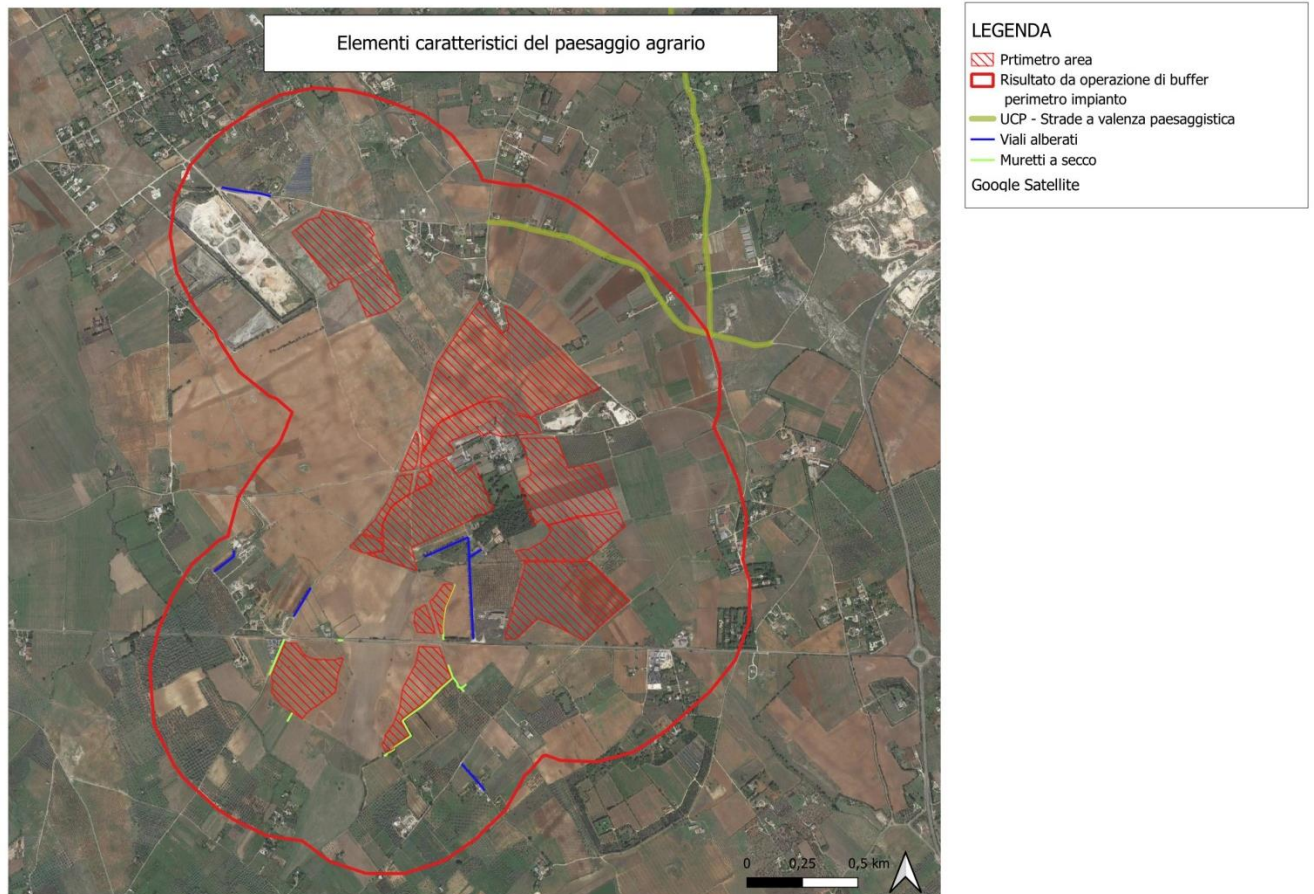 Elementi caratteristici del paesaggio agrario
LEGENDA
Prtimetro area
Risultato da operazione di buffer
perimetro impianto
UCP - Strade a valenza paesaggistica
Viali alberati
Muretti a secco
Google Satellite
0 0,25 0,5 km